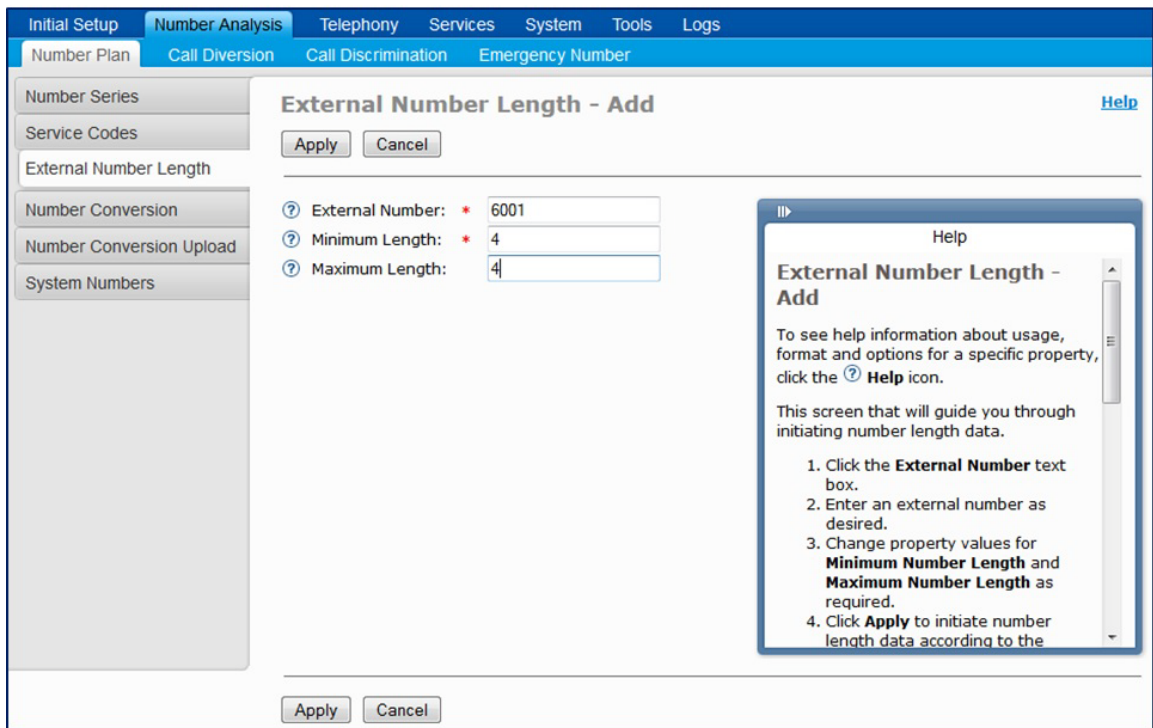 Initial Setup Number Analysis Telephony Services System Tools Logs
Number Plan Call Diversion Call Discrimination Emergency Number
Number Series
Service Codes
External Number Length
Number Conversion
Number Conversion Upload
System Numbers
External Number Length - Add
Help
Apply Cancel
? External Number: * 6001
? Minimum Length: * 4
? Maximum Length: 4
Help
External Number Length -
Add
To see help information about usage,
format and options for a specific property,
click the ? Help icon.
This screen that will guide you through
initiating number length data.
1. Click the External Number text
box.
2. Enter an external number as
desired.
3. Change property values for
Minimum Number Length and
Maximum Number Length as
required.
4. Click Apply to initiate number
length data according to the
Apply Cancel